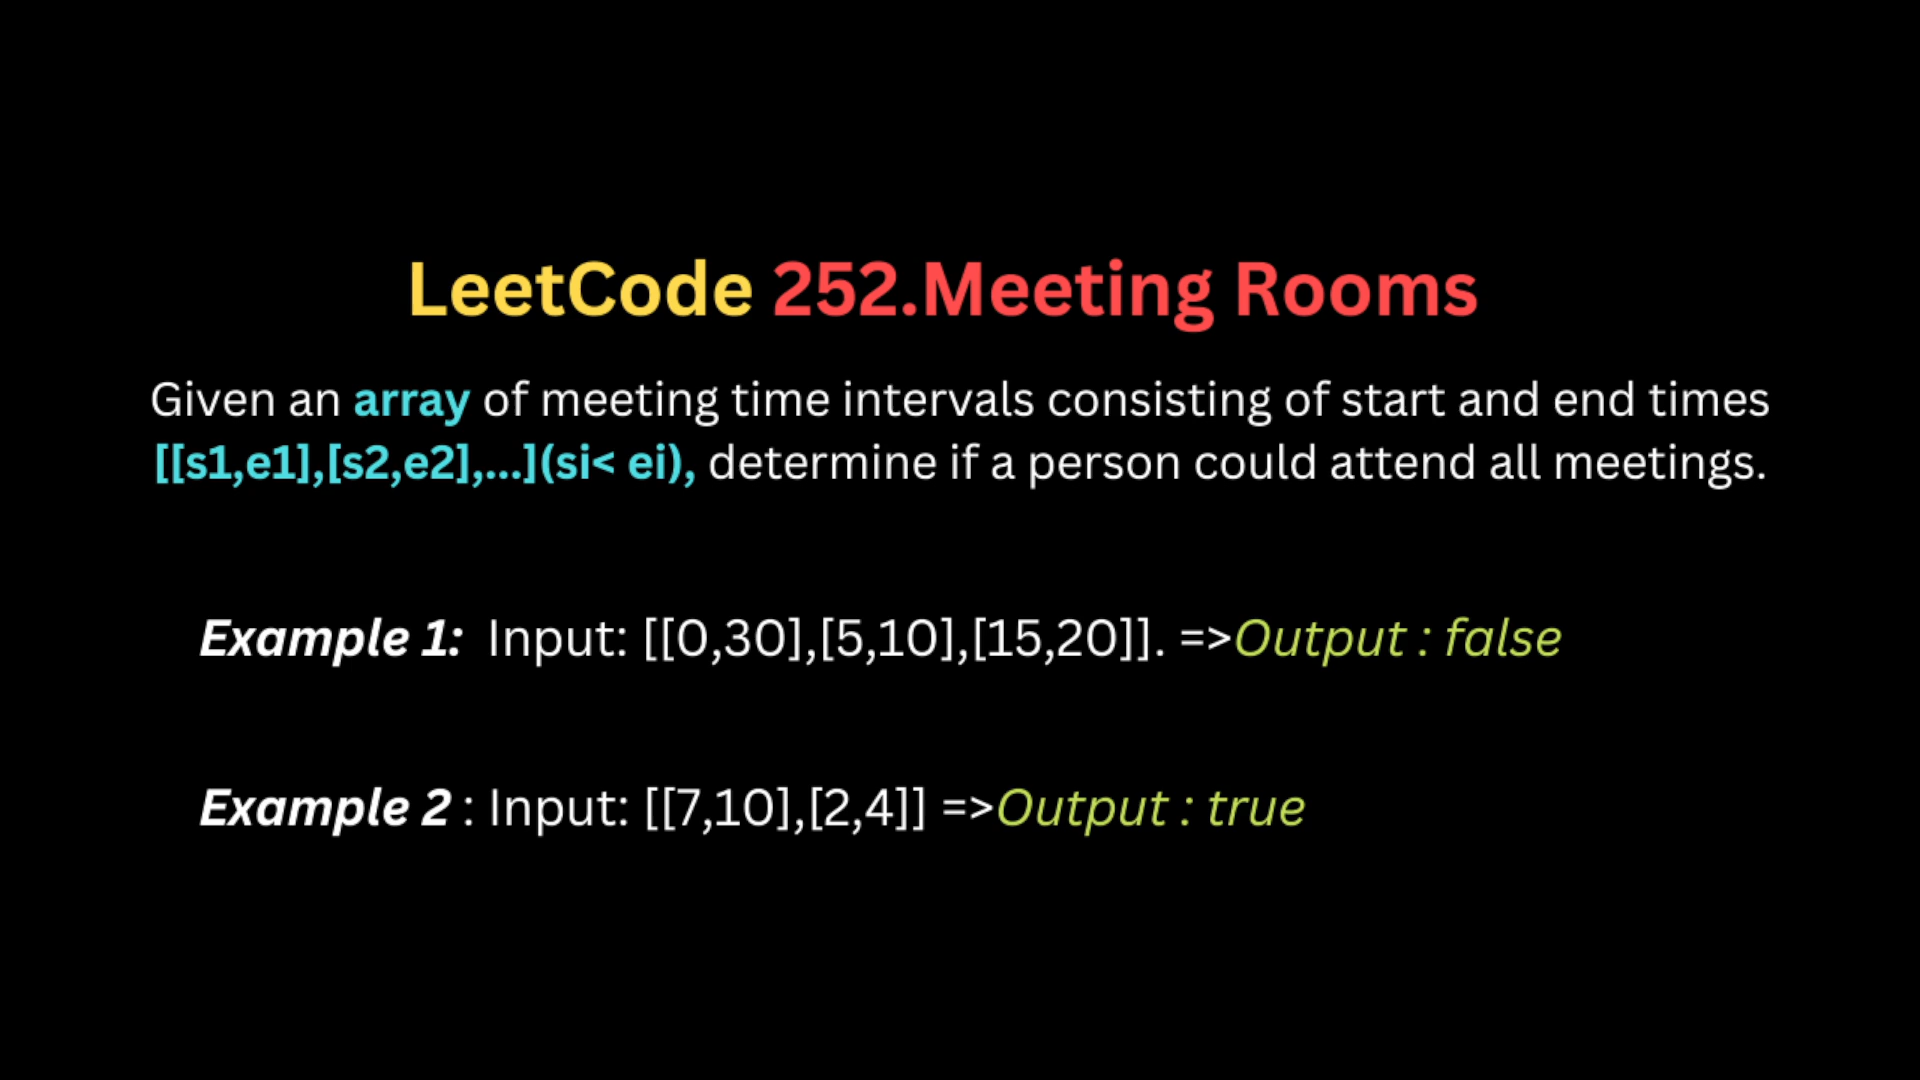 LeetCode 252.Meeting Rooms
Given an array of meeting time intervals consisting of start and end times
[[s1,e1],[s2,e2],...](si< ei), determine if a person could attend all meetings.
Example 1: Input: [[0,30],[5,10],[15,20]]. =>Output : false
Example 2 : Input: [[7,10],[2,4]] =>Output : true